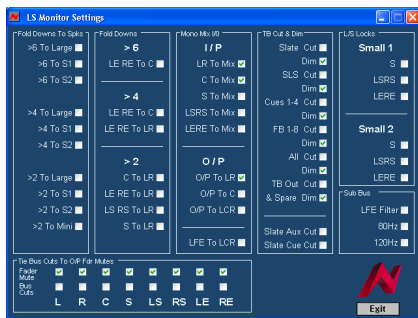 LS Monitor Settings
Fold Downs To Spks
>6 To Large
>6 To S1
>6 To S2
>4 To Large
>4 To S1
>4 To S2
>2 To Large
>2 To S1
>2 To S2
>2 To Mini
Fold Downs
> 6
LE RE To C
> 4
LE RE To C
LE RE To LR
> 2
C To LR
LE RE To LR
LS RS To LR
S To LR
Mono Mix I/0
I / P
LR To Mix
C To Mix
S To Mix
LSRS To Mix
LERE To Mix
O / P
O/P To LR
O/P To C
O/P To LCR
LFE To LCR
TB Cut & Dim
Slate Cut
Dim
SLS Cut
Dim
Cues 1-4 Cut
Dim
FB 1-8 Cut
Dim
All Cut
Dim
TB Out Cut
& Spare Dim
Slate Aux Cut
Slate Cue Cut
L/S Locks
Small 1
S
LSRS
LERE
Small 2
S
LSRS
LERE
Sub Bus
LFE Filter
80Hz
120Hz
Tie Bus Cuts To O/P Fdr Mutes
Fader
Mute
Bus
Cuts
L R C S LS RS LE RE
Exit